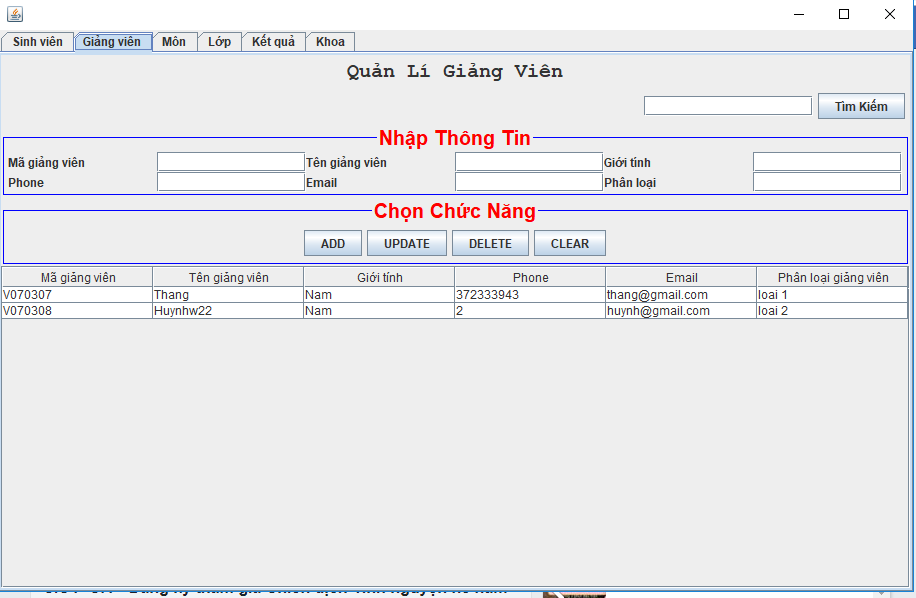 Sinh viên Giảng viên Môn Lớp Kết quả Khoa
Quản Lí Giảng Viên
Tìm Kiếm
Nhập Thông Tin
Mã giảng viên Tên giảng viên Giới tính
Phone Email Phân loại
Chọn Chức Năng
ADD UPDATE DELETE CLEAR
Mã giảng viên Tên giảng viên Giới tính Phone Email Phân loại giảng viên
V070307 Thang Nam 372333943 thang@gmail.com loai 1
V070308 Huynhw22 Nam 2 huynh@gmail.com loai 2